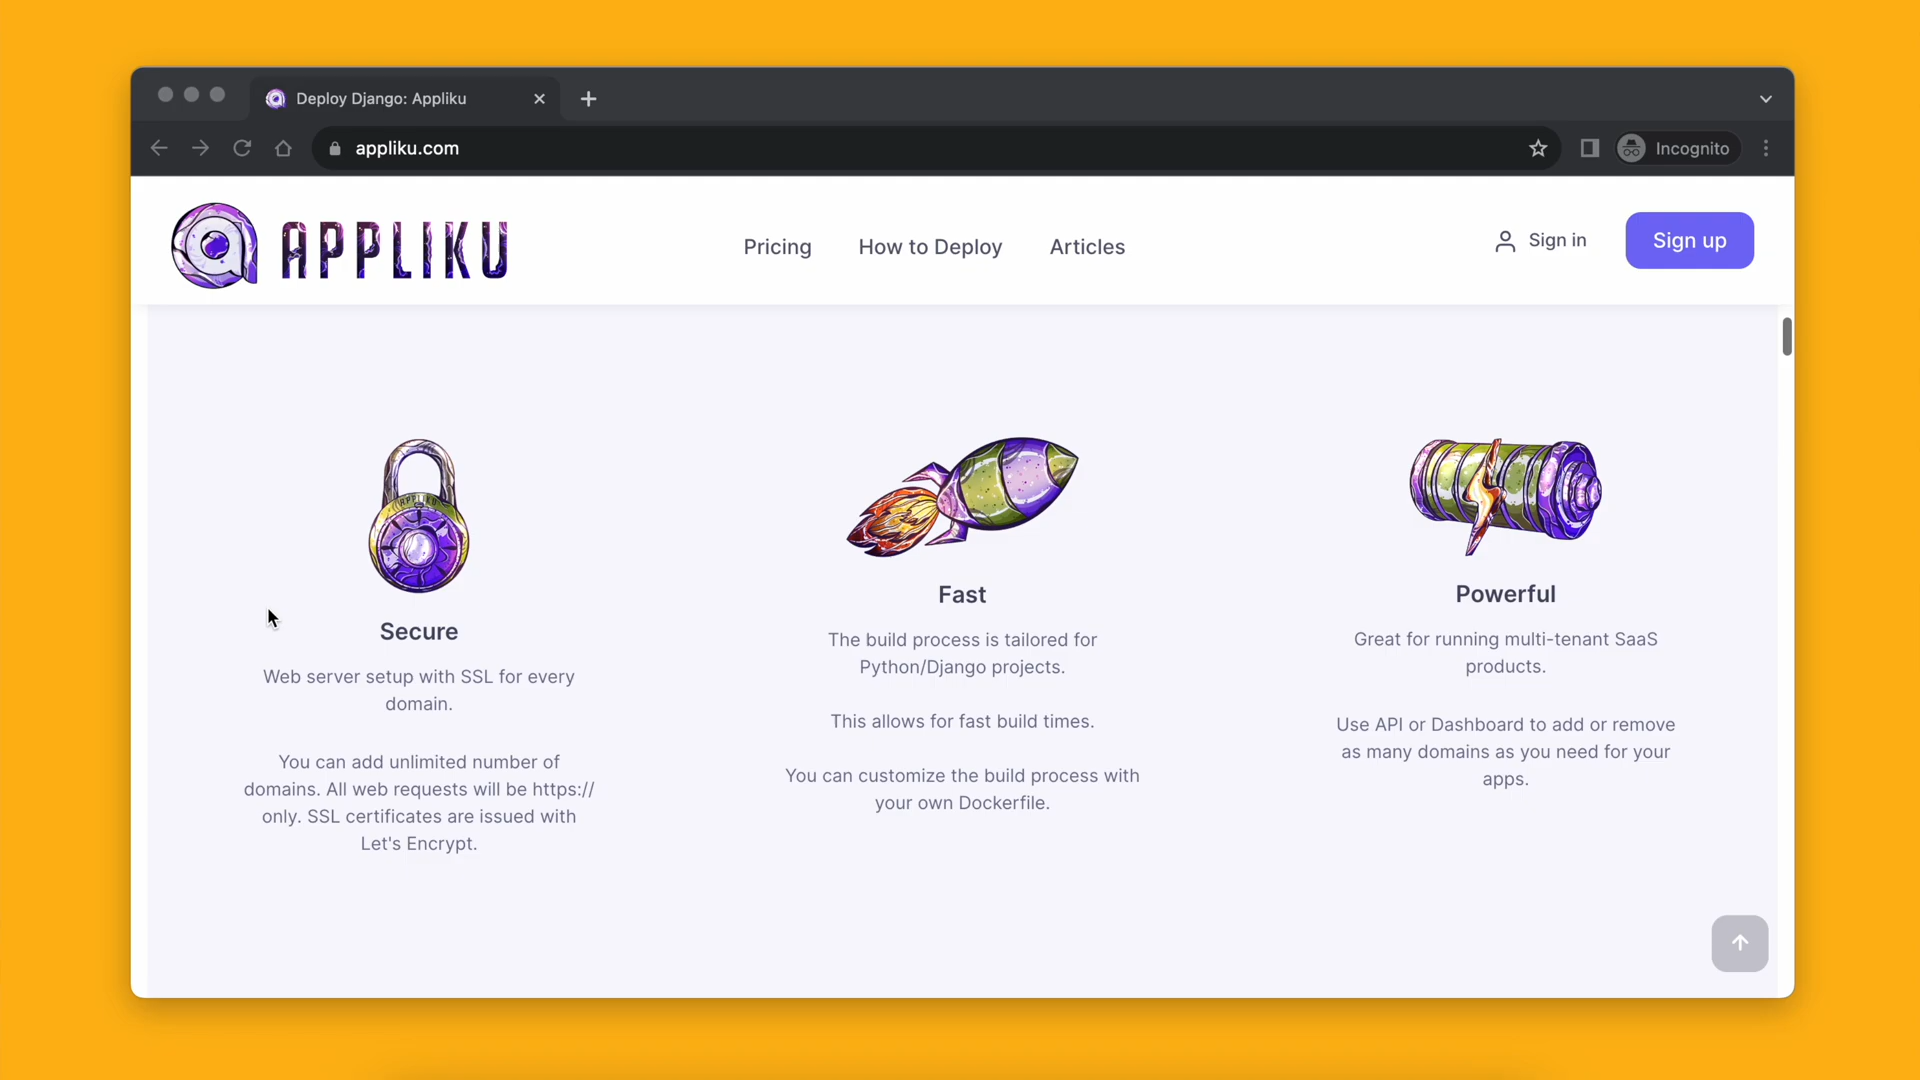 Deploy Django: Appliku
appliku.com
Incognito
APPLIKU
Pricing
How to Deploy
Articles
Sign in
Sign up
APPLIKU
Secure
Web server setup with SSL for every
domain.
You can add unlimited number of
domains. All web requests will be https://
only. SSL certificates are issued with
Let's Encrypt.
Fast
The build process is tailored for
Python/Django projects.
This allows for fast build times.
You can customize the build process with
your own Dockerfile.
Powerful
Great for running multi-tenant SaaS
products.
Use API or Dashboard to add or remove
as many domains as you need for your
apps.